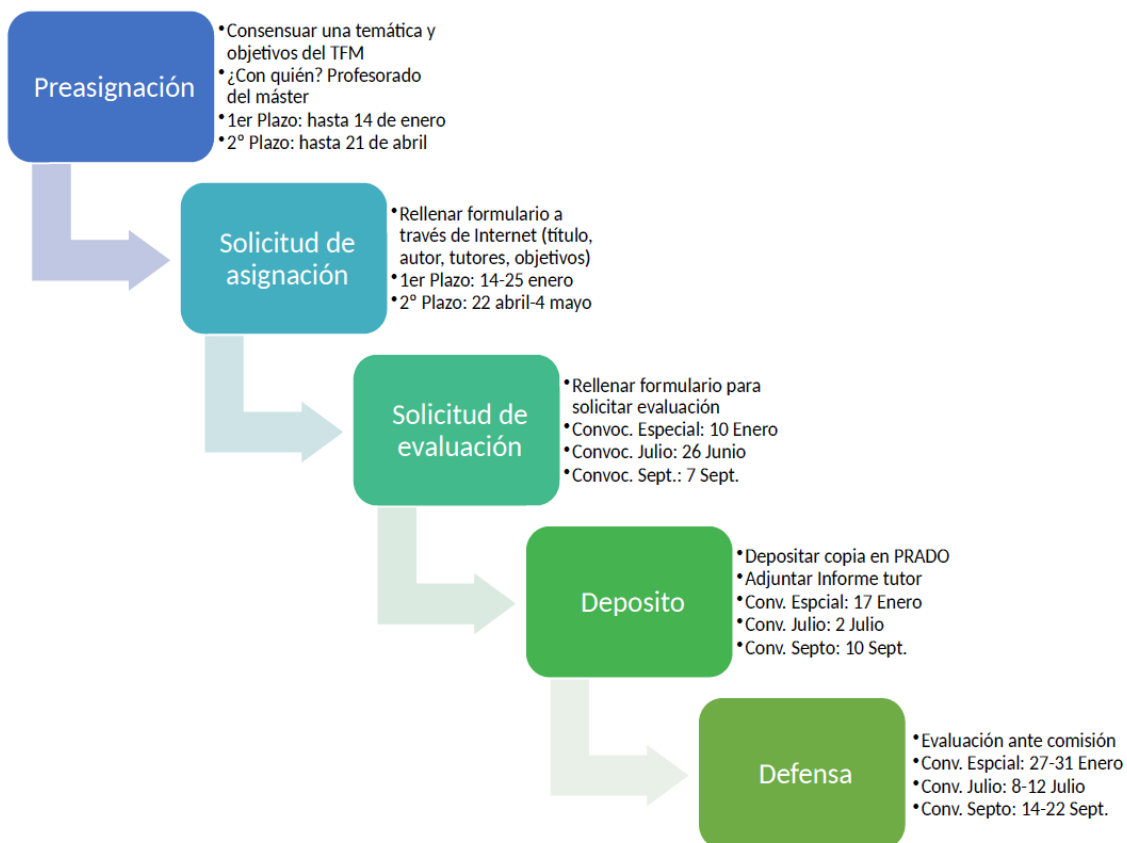 Preasignación
•Consensuar una temática y
objetivos del TFM
•¿Con quién? Profesorado
del máster
•1er Plazo: hasta 14 de enero
•2º Plazo: hasta 21 de abril
Solicitud de
asignación
•Rellenar formulario a
través de Internet (título,
autor, tutores, objetivos)
•1er Plazo: 14-25 enero
•2º Plazo: 22 abril-4 mayo
Solicitud de
evaluación
•Rellenar formulario para
solicitar evaluación
•Convoc. Especial: 10 Enero
•Convoc. Julio: 26 Junio
•Convoc. Sept.: 7 Sept.
Deposito
•Depositar copia en PRADO
•Adjuntar Informe tutor
•Conv. Espcial: 17 Enero
•Conv. Julio: 2 Julio
•Conv. Septo: 10 Sept.
Defensa
•Evaluación ante comisión
•Conv. Espcial: 27-31 Enero
•Conv. Julio: 8-12 Julio
•Conv. Septo: 14-22 Sept.